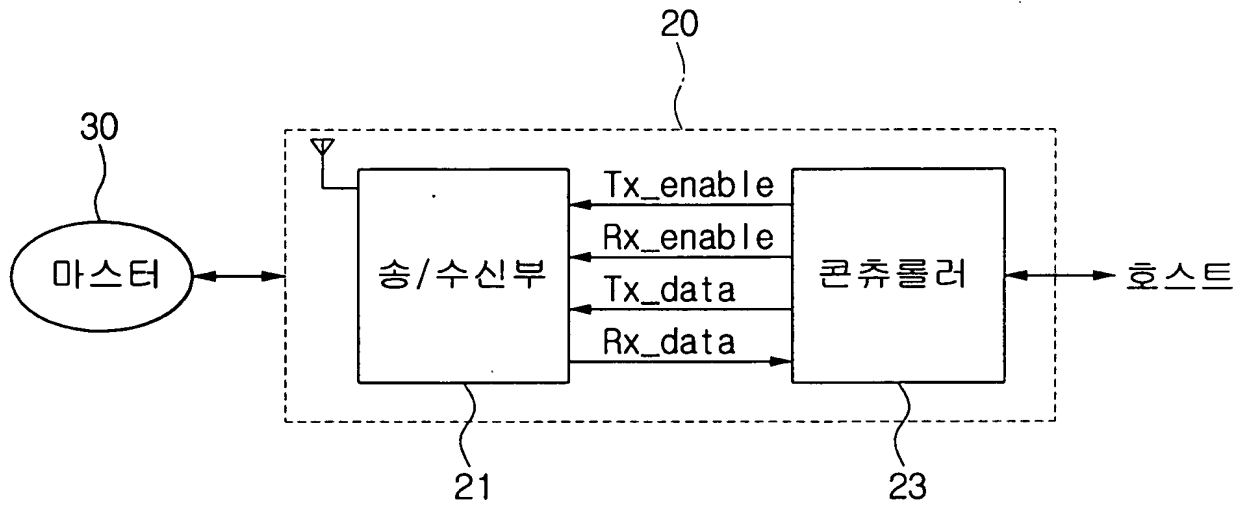 20
30
Tx_enable
Rx_enable
마스터
송/수신부
콘츄롤러
호스트
Tx_data
Rx_data
21
23